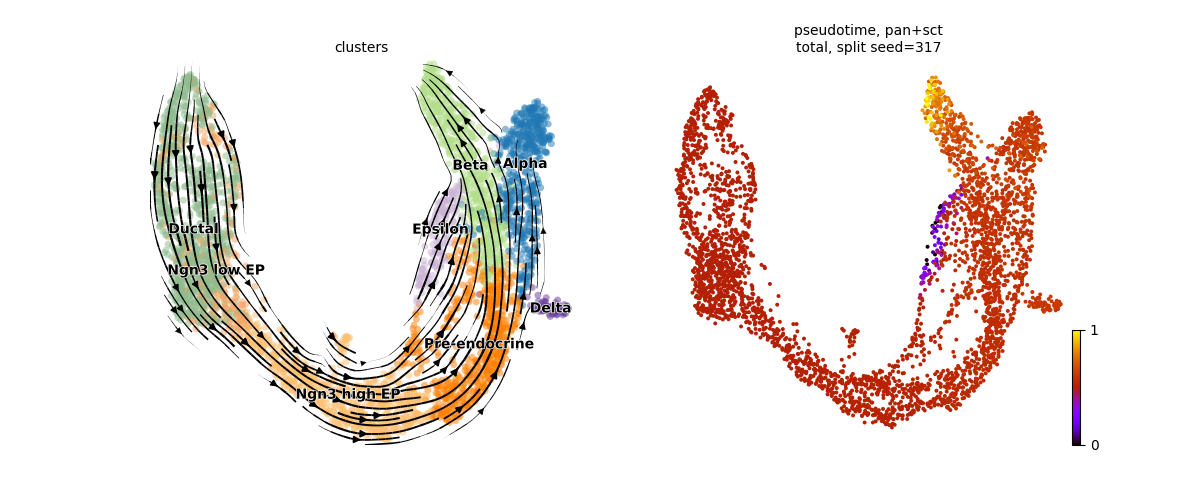 clusters
Beta
Alpha
Epsilon
Ductal
Ngn3 low EP
Delta
Pre-endocrine
Ngn3 high EP
pseudotime, pan+sct
total, split seed=317
1
0